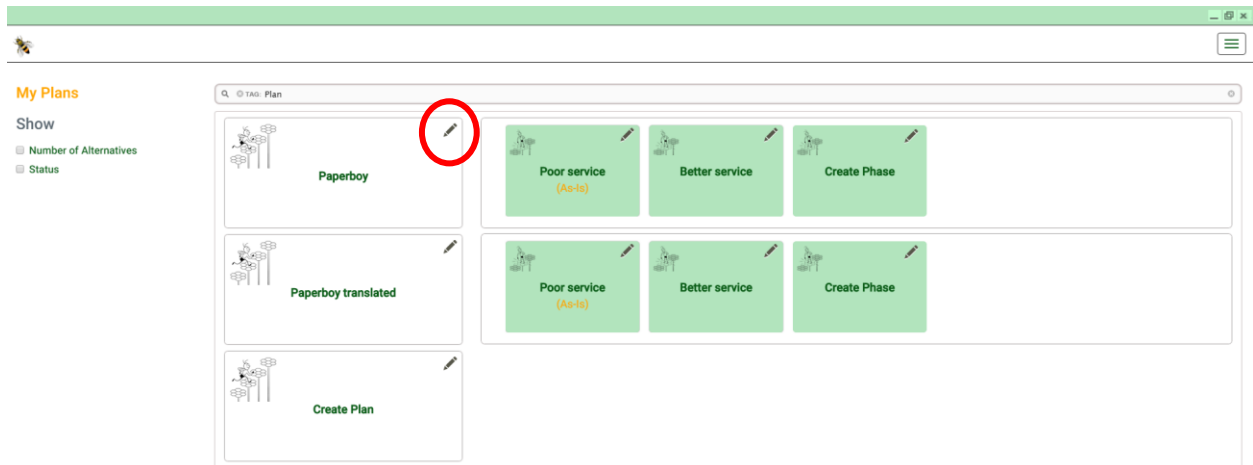 My Plans
TAG: Plan
Show
Number of Alternatives
Status
Paperboy
Poor service
(As-Is)
Better service
Create Phase
Paperboy translated
Poor service
(As-Is)
Better service
Create Phase
Create Plan